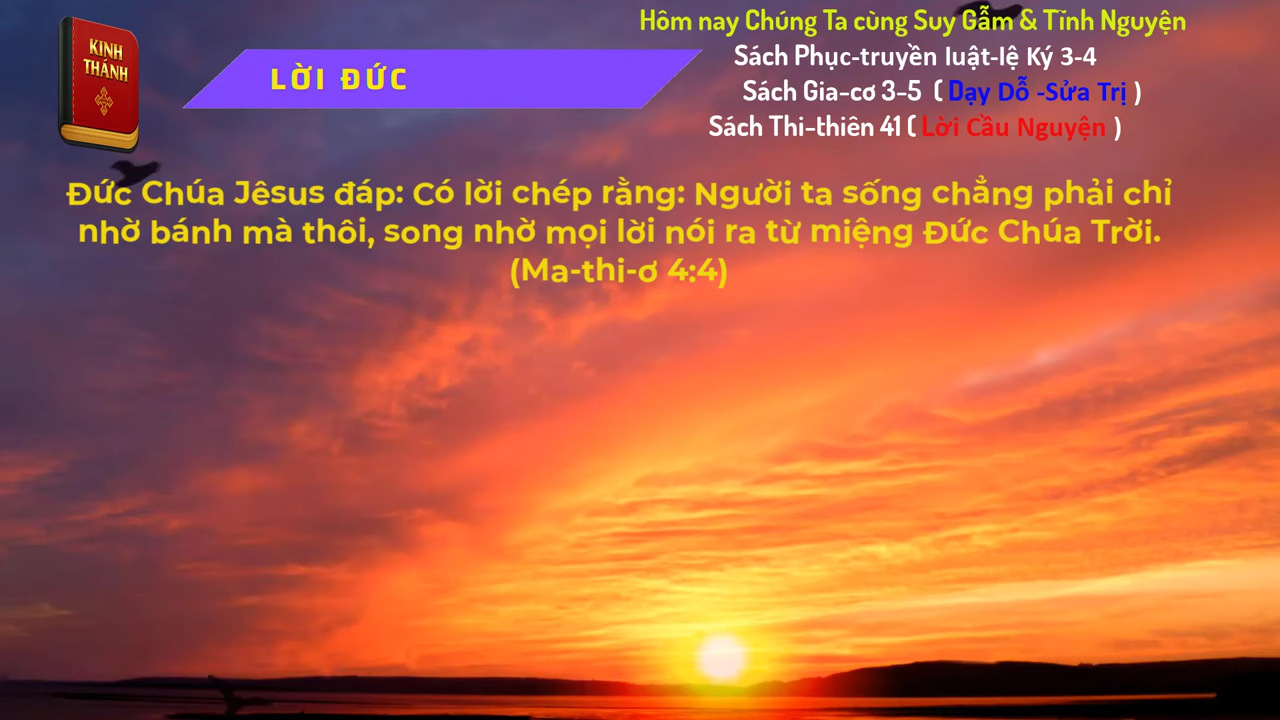 KINH
THÁNH
LỜI ĐỨC
Hôm nay Chúng Ta cùng Suy Gẫm & Tĩnh Nguyện
Sách Phục-truyền luật-lệ Ký 3-4
Sách Gia-cơ 3-5 ( Dạy Dỗ -Sửa Trị )
Sách Thi-thiên 41 ( Lời Cầu Nguyện )
Đức Chúa Jêsus đáp: Có lời chép rằng: Người ta sống chẳng phải chỉ
nhờ bánh mà thôi, song nhờ mọi lời nói ra từ miệng Đức Chúa Trời.
(Ma-thi-ơ 4:4)